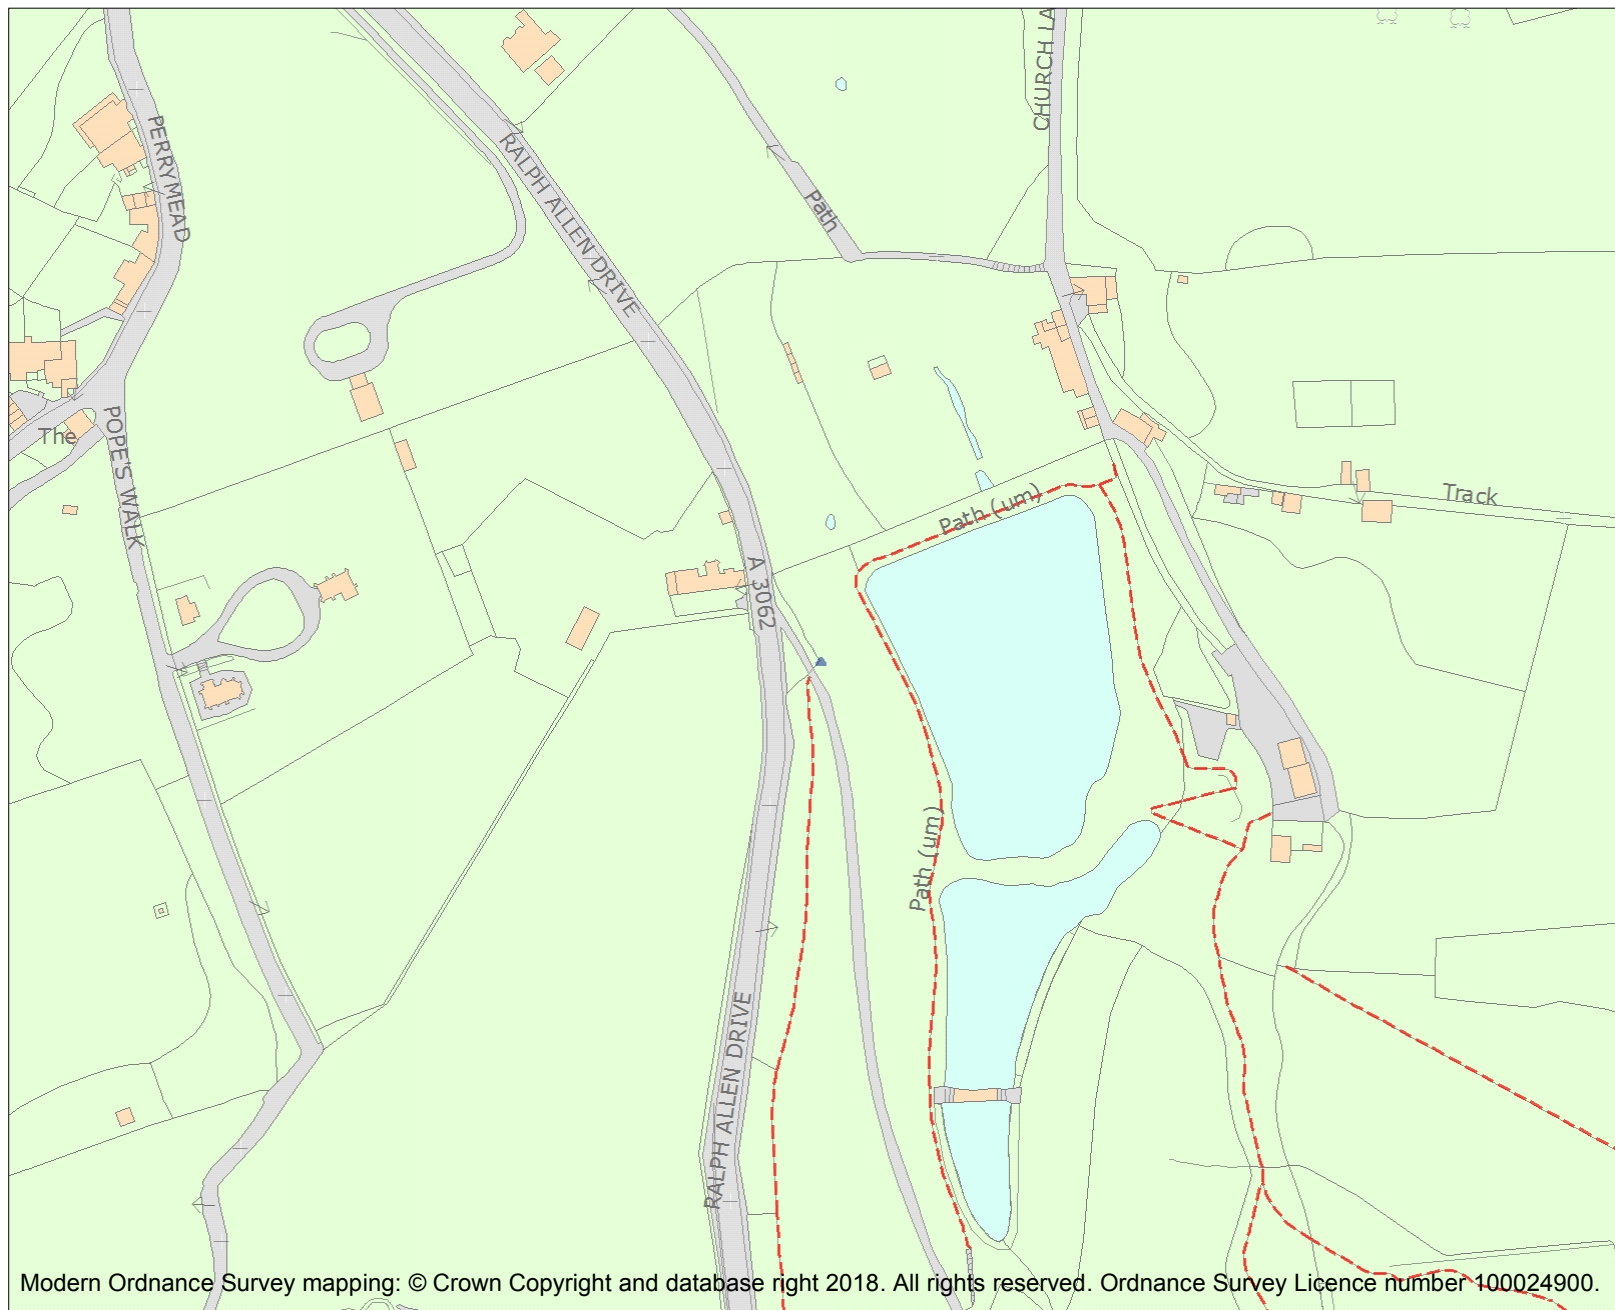 CHURCH LA
PERRYMEAD
RALPH ALLEN DRIVE
Path
The
POPE'S WALK
Track
Path (um)
A 3062
Path (um)
RALPH ALLEN DRIVE
Modern Ordnance Survey mapping: © Crown Copyright and database right 2018. All rights reserved. Ordnance Survey Licence number 100024900.